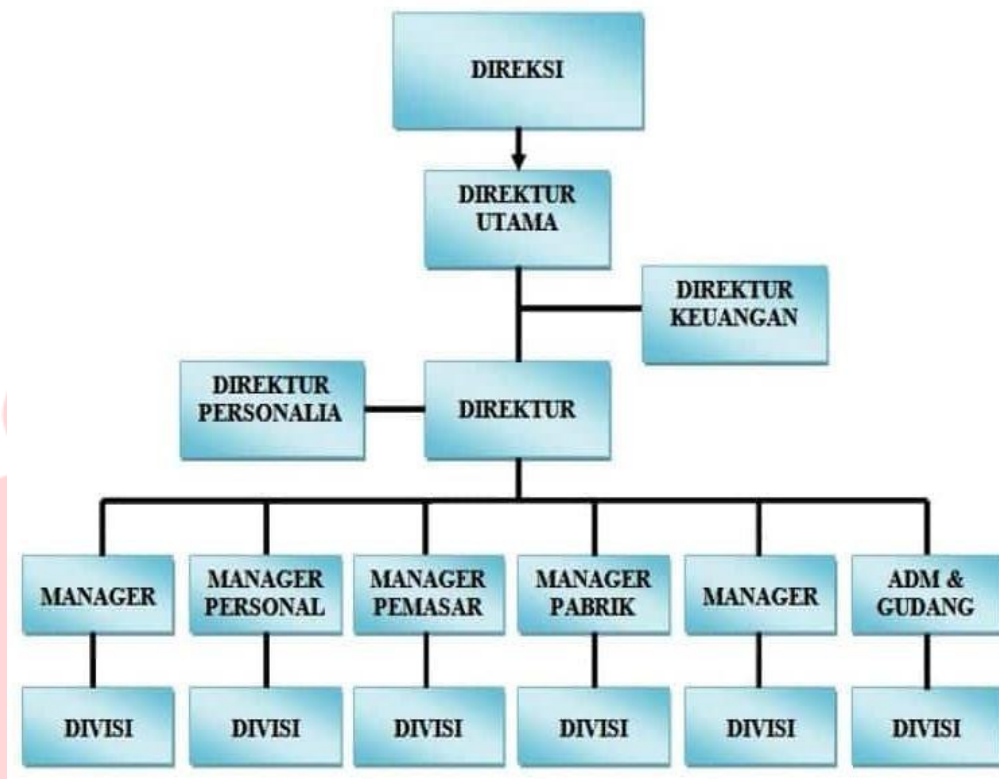 DIREKSI
DIREKTUR
UTAMA
DIREKTUR
KEUANGAN
DIREKTUR
PERSONALIA
DIREKTUR
MANAGER
MANAGER
PERSONAL
MANAGER
PEMASAR
MANAGER
PABRIK
MANAGER
ADM &
GUDANG
DIVISI
DIVISI
DIVISI
DIVISI
DIVISI
DIVISI